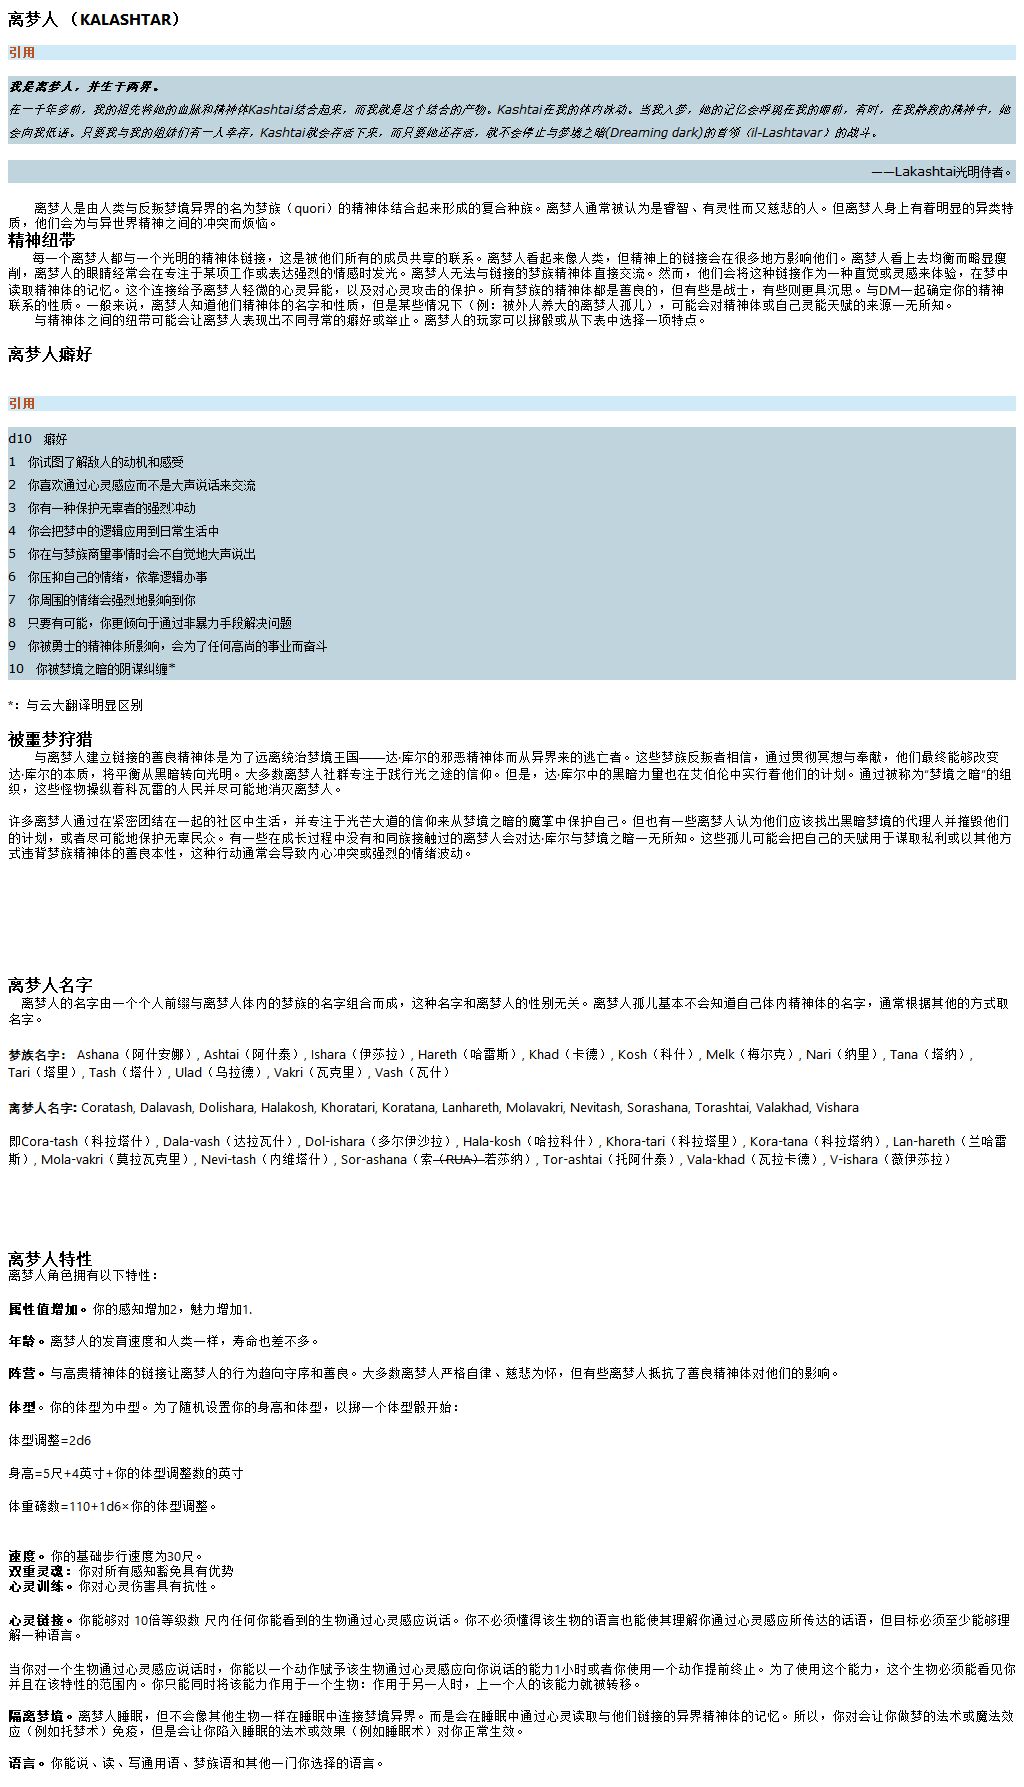 离梦人 （KALASHTAR）
引用
我是离梦人，并生于两界。
在一千年多前，我的祖先将她的血脉和精神体Kashtai结合起来，而我就是这个结合的产物。Kashtai在我的体内脉动。当我入梦，她的记忆会浮现在我的眼前，有时，在我静寂的精神中，她
会向我低语。只要我与我的姐妹们有一人幸存，Kashtai就会存活下来，而只要她还存活，就不会停止与梦境之暗(Dreaming dark)的首领（il-Lashtavar）的战斗。
——Lakashtai光明侍者。
离梦人是由人类与反叛梦境异界的名为梦族（quori）的精神体结合起来形成的复合种族。离梦人通常被认为是睿智、有灵性而又慈悲的人。但离梦人身上有着明显的异类特
质，他们会为与异世界精神之间的冲突而烦恼。
精神纽带
每一个离梦人都与一个光明的精神体链接，这是被他们所有的成员共享的联系。离梦人看起来像人类，但精神上的链接会在很多地方影响他们。离梦人看上去均衡而略显瘦
削，离梦人的眼睛经常会在专注于某项工作或表达强烈的情感时发光。离梦人无法与链接的梦族精神体直接交流。然而，他们会将这种链接作为一种直觉或灵感来体验，在梦中
读取精神体的记忆。这个连接给予离梦人轻微的心灵异能，以及对心灵攻击的保护。所有梦族的精神体都是善良的，但有些是战士，有些则更具沉思。与DM一起确定你的精神
联系的性质。一般来说，离梦人知道他们精神体的名字和性质，但是某些情况下（例：被外人养大的离梦人孤儿），可能会对精神体或自己灵能天赋的来源一无所知。
与精神体之间的纽带可能会让离梦人表现出不同寻常的癖好或举止。离梦人的玩家可以掷骰或从下表中选择一项特点。
离梦人癖好
引用
d10 癖好
1 你试图了解敌人的动机和感受
2 你喜欢通过心灵感应而不是大声说话来交流
3 你有一种保护无辜者的强烈冲动
4 你会把梦中的逻辑应用到日常生活中
5 你在与梦族商量事情时会不自觉地大声说出
6 你压抑自己的情绪，依靠逻辑办事
7 你周围的情绪会强烈地影响到你
8 只要有可能，你更倾向于通过非暴力手段解决问题
9 你被勇士的精神体所影响，会为了任何高尚的事业而奋斗
10 你被梦境之暗的阴谋纠缠*
*：与云大翻译明显区别
被噩梦狩猎
与离梦人建立链接的善良精神体是为了远离统治梦境王国——达·库尔的邪恶精神体而从异界来的逃亡者。这些梦族反叛者相信，通过贯彻冥想与奉献，他们最终能够改变
达·库尔的本质，将平衡从黑暗转向光明。大多数离梦人社群专注于践行光之途的信仰。但是，达·库尔中的黑暗力量也在艾伯伦中实行着他们的计划。通过被称为“梦境之暗”的组
织，这些怪物操纵着科瓦雷的人民并尽可能地消灭离梦人。
许多离梦人通过在紧密团结在一起的社区中生活，并专注于光芒大道的信仰来从梦境之暗的魔掌中保护自己。但也有一些离梦人认为他们应该找出黑暗梦境的代理人并摧毁他们
的计划，或者尽可能地保护无辜民众。有一些在成长过程中没有和同族接触过的离梦人会对达·库尔与梦境之暗一无所知。这些孤儿可能会把自己的天赋用于谋取私利或以其他方
式违背梦族精神体的善良本性，这种行动通常会导致内心冲突或强烈的情绪波动。
离梦人名字
离梦人的名字由一个个人前缀与离梦人体内的梦族的名字组合而成，这种名字和离梦人的性别无关。离梦人孤儿基本不会知道自己体内精神体的名字，通常根据其他的方式取
名字。
梦族名字： Ashana（阿什安娜）, Ashtai（阿什泰）, Ishara（伊莎拉）, Hareth（哈雷斯）, Khad（卡德）, Kosh（科什）, Melk（梅尔克）, Nari（纳里）, Tana（塔纳）,
Tari（塔里）, Tash（塔什）, Ulad（乌拉德）, Vakri（瓦克里）, Vash（瓦什）
离梦人名字: Coratash, Dalavash, Dolishara, Halakosh, Khoratari, Koratana, Lanhareth, Molavakri, Nevitash, Sorashana, Torashtai, Valakhad, Vishara
即Cora-tash（科拉塔什）, Dala-vash（达拉瓦什）, Dol-ishara（多尔伊沙拉）, Hala-kosh（哈拉科什）, Khora-tari（科拉塔里）, Kora-tana（科拉塔纳）, Lan-hareth（兰哈雷
斯）, Mola-vakri（莫拉瓦克里）, Nevi-tash（内维塔什）, Sor-ashana（索（RUA）若莎纳）, Tor-ashtai（托阿什泰）, Vala-khad（瓦拉卡德）, V-ishara（薇伊莎拉）
离梦人特性
离梦人角色拥有以下特性：
属性值增加。你的感知增加2，魅力增加1.
年龄。离梦人的发育速度和人类一样，寿命也差不多。
阵营。与高贵精神体的链接让离梦人的行为趋向守序和善良。大多数离梦人严格自律、慈悲为怀，但有些离梦人抵抗了善良精神体对他们的影响。
体型。你的体型为中型。为了随机设置你的身高和体型，以掷一个体型骰开始：
体型调整=2d6
身高=5尺+4英寸+你的体型调整数的英寸
体重磅数=110+1d6×你的体型调整。
速度。你的基础步行速度为30尺。
双重灵魂：你对所有感知豁免具有优势
心灵训练。你对心灵伤害具有抗性。
心灵链接。你能够对 10倍等级数 尺内任何你能看到的生物通过心灵感应说话。你不必须懂得该生物的语言也能使其理解你通过心灵感应所传达的话语，但目标必须至少能够理
解一种语言。
当你对一个生物通过心灵感应说话时，你能以一个动作赋予该生物通过心灵感应向你说话的能力1小时或者你使用一个动作提前终止。为了使用这个能力，这个生物必须能看见你
并且在该特性的范围内。你只能同时将该能力作用于一个生物：作用于另一人时，上一个人的该能力就被转移。
隔离梦境。离梦人睡眠，但不会像其他生物一样在睡眠中连接梦境异界。而是会在睡眠中通过心灵读取与他们链接的异界精神体的记忆。所以，你对会让你做梦的法术或魔法效
应（例如托梦术）免疫，但是会让你陷入睡眠的法术或效果（例如睡眠术）对你正常生效。
语言。你能说、读、写通用语、梦族语和其他一门你选择的语言。